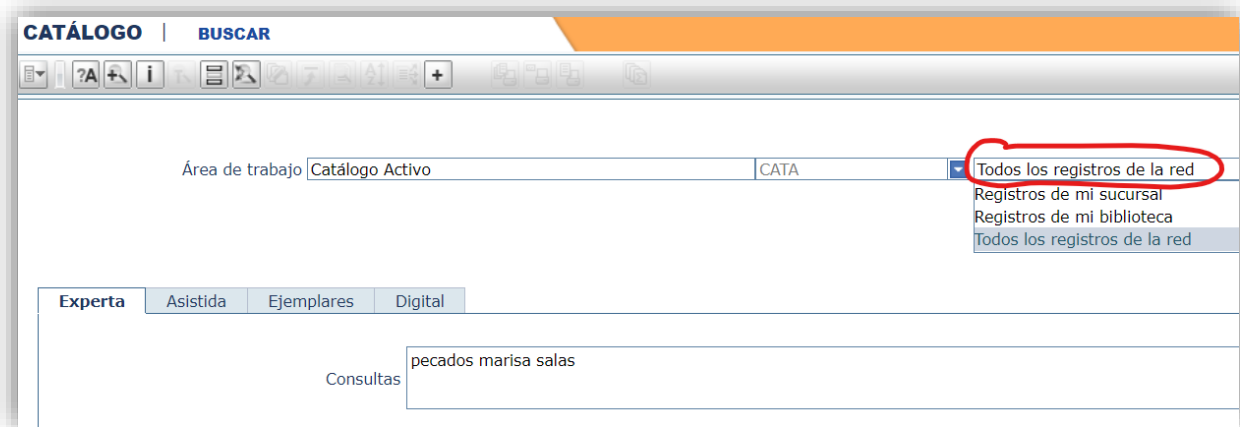 CATÁLOGO | BUSCAR
?A i +
Área de trabajo Catálogo Activo CATA Todos los registros de la red
Registros de mi sucursal
Registros de mi biblioteca
Todos los registros de la red
Experta Asistida Ejemplares Digital
Consultas pecados marisa salas